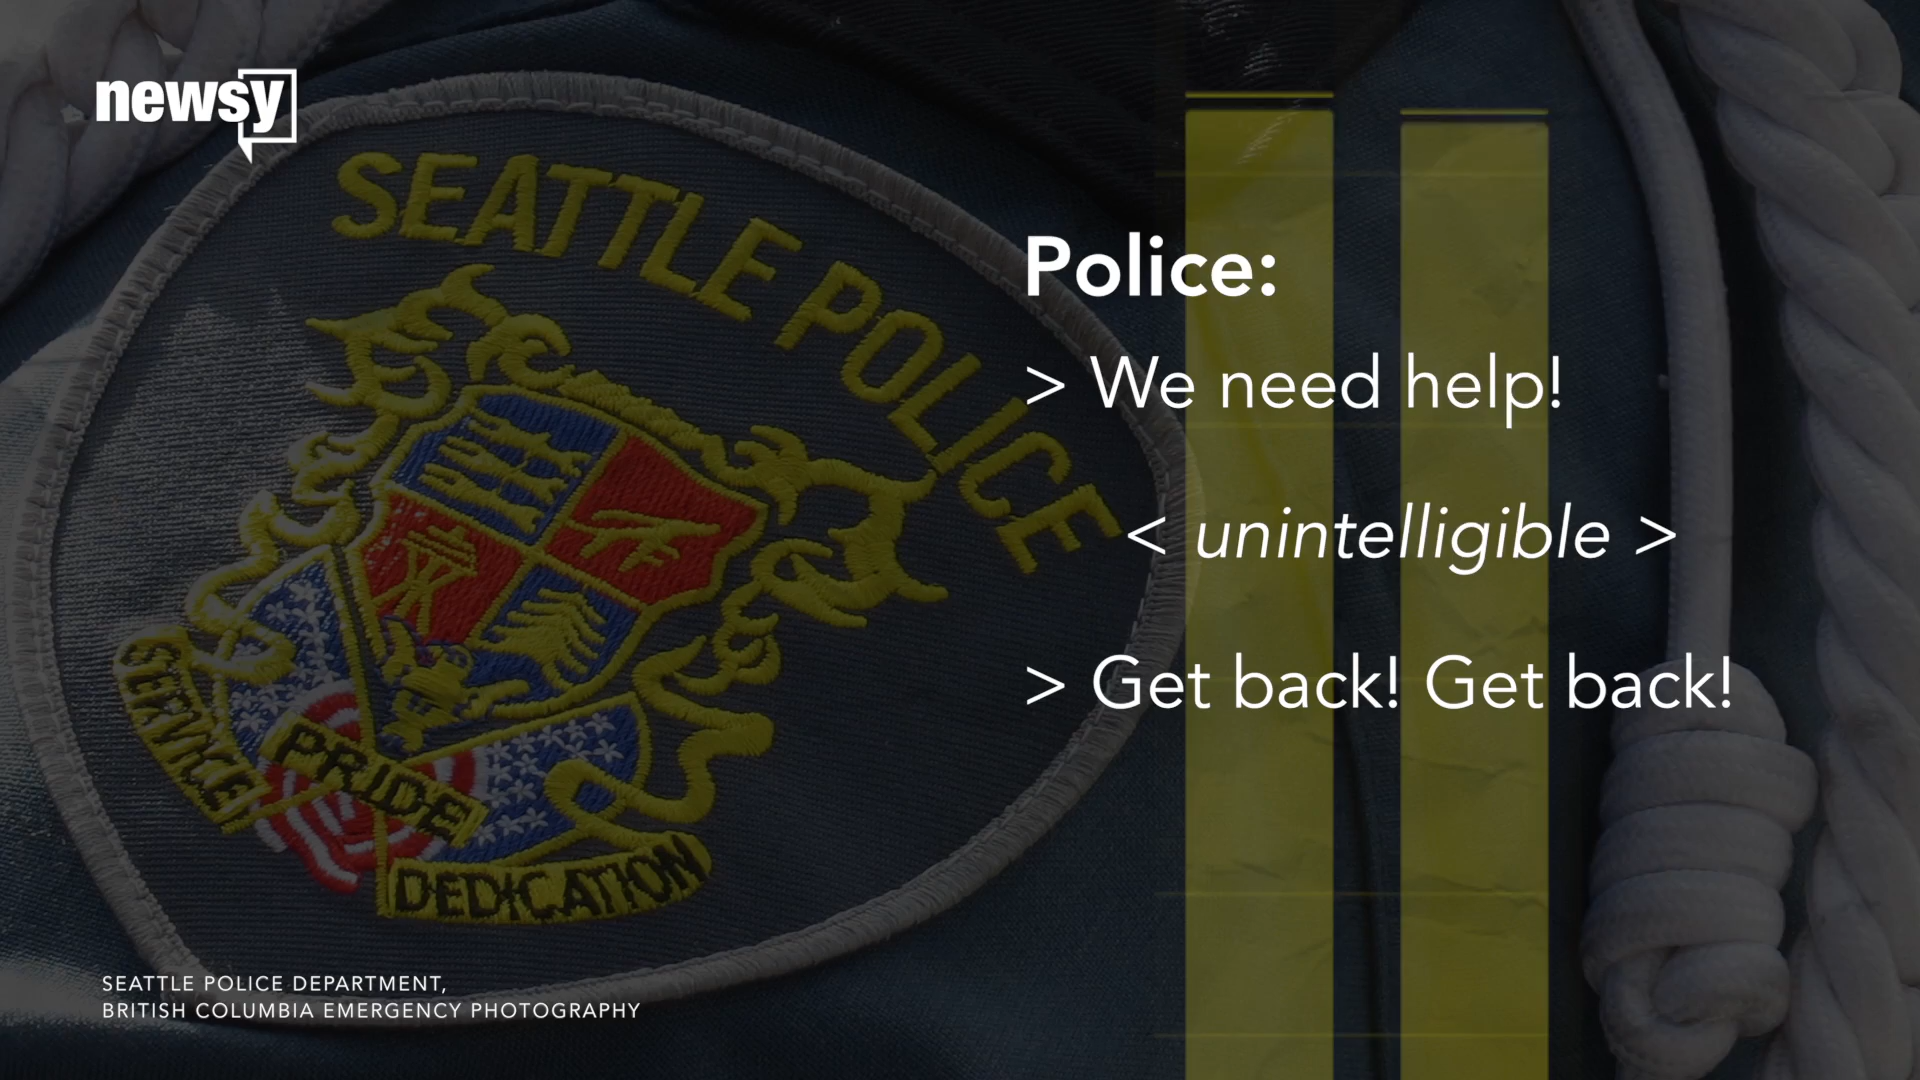 newsy
SEATTLE POLICE
Police:
> We need help!
< unintelligible >
> Get back! Get back!
SERVICE
PRIDE
DEDICATION
SEATTLE POLICE DEPARTMENT,
BRITISH COLUMBIA EMERGENCY PHOTOGRAPHY